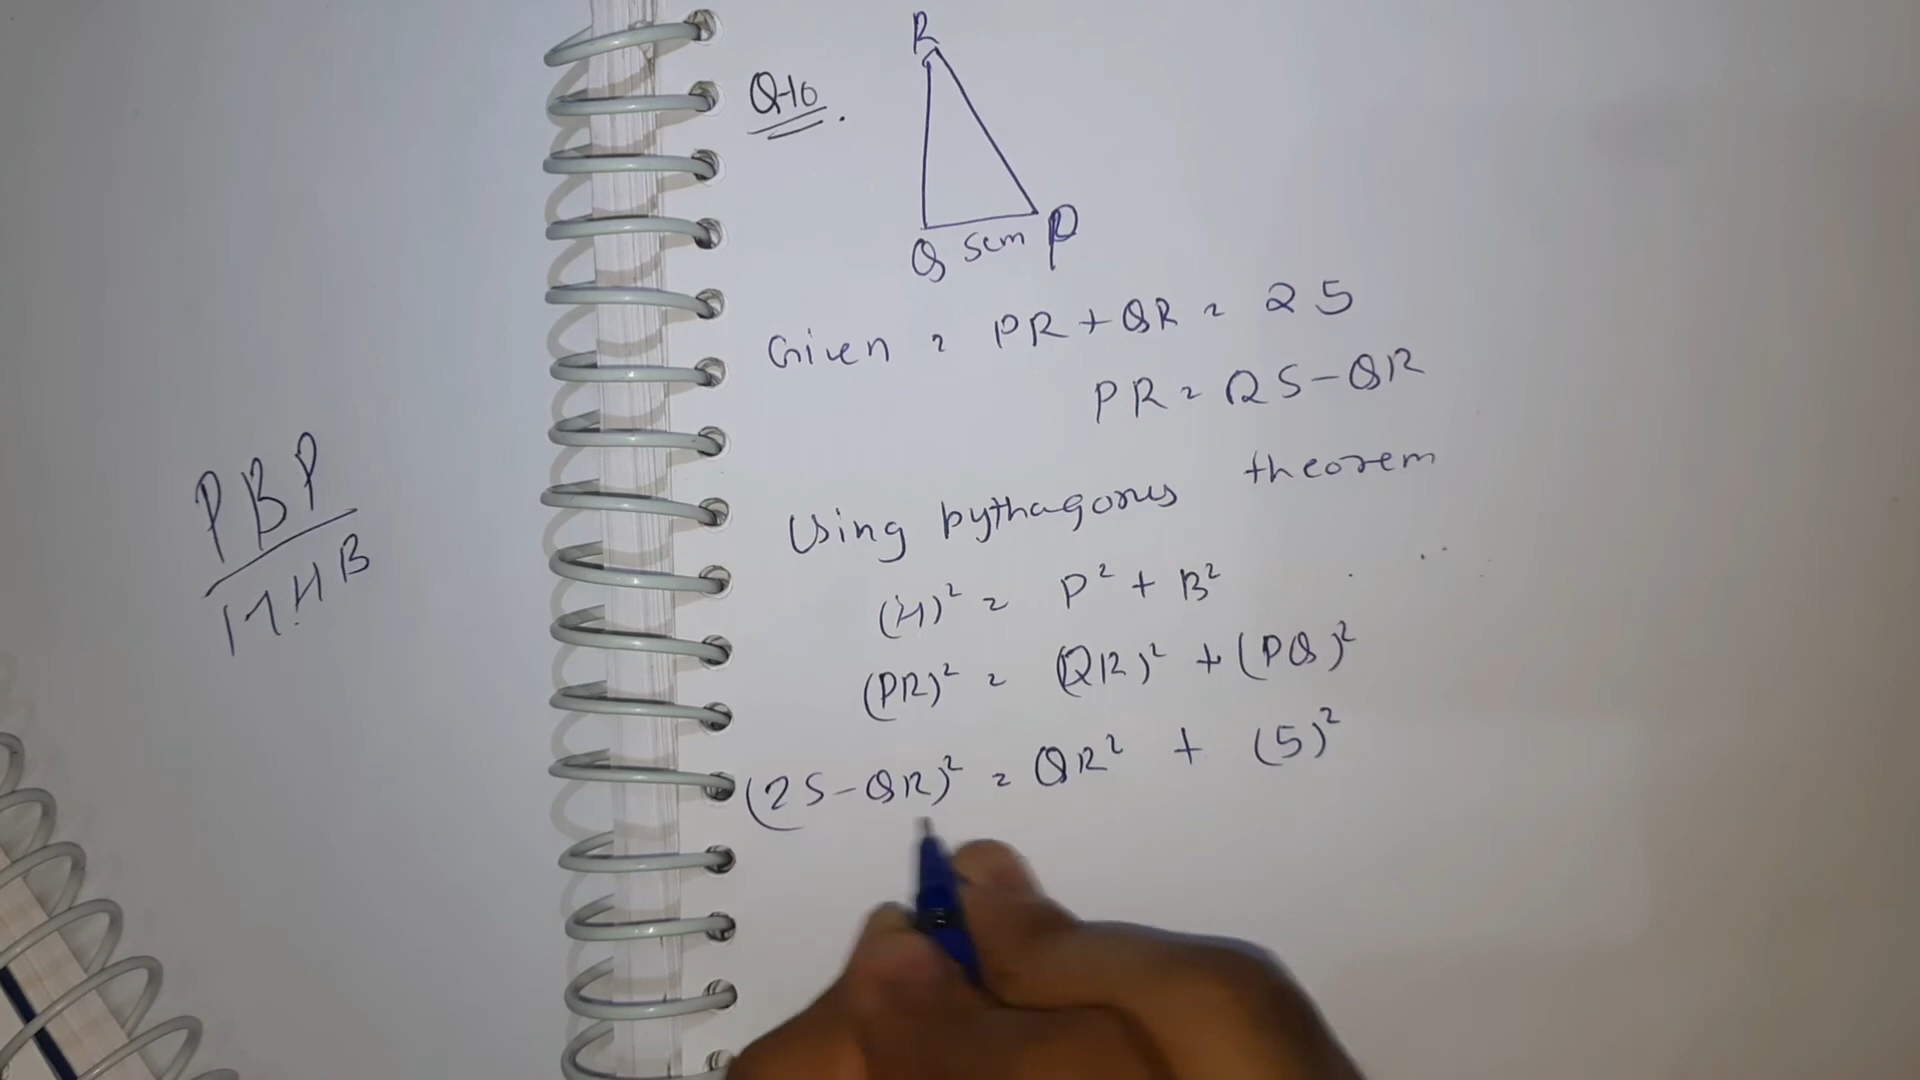 R
Q-10.
Q 5cm P
Given = PR + QR = 25
PR = 25 - QR
Using pythagorus theorem
(H)² = P² + B²
(PR)² = (QR)² + (PQ)²
(25 - QR)² = QR² + (5)²
PBP
HHB